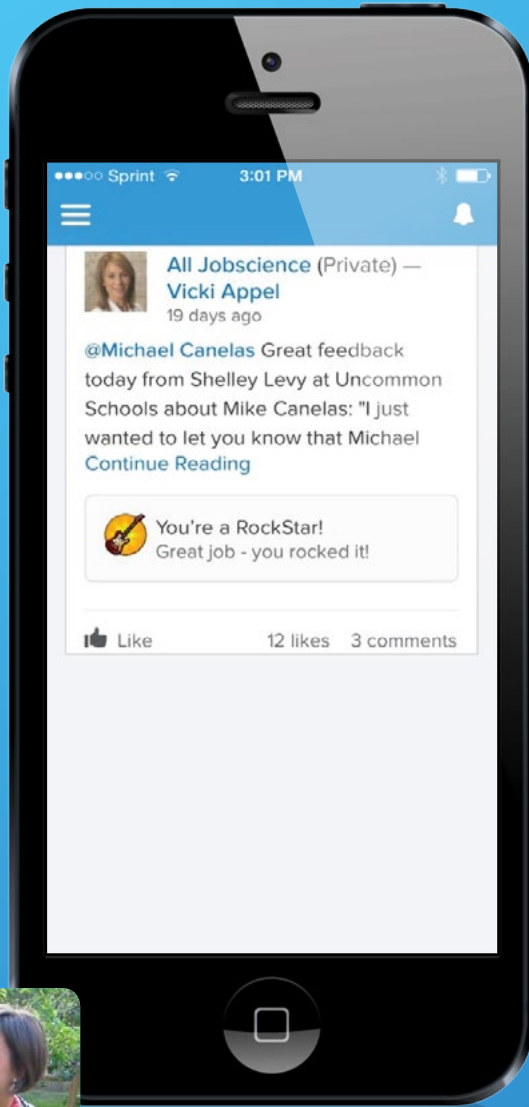 Sprint 3:01 PM
All Jobscience (Private) —
Vicki Appel
19 days ago
@Michael Canelas Great feedback
today from Shelley Levy at Uncommon
Schools about Mike Canelas: "I just
wanted to let you know that Michael
Continue Reading
You're a RockStar!
Great job - you rocked it!
Like 12 likes 3 comments